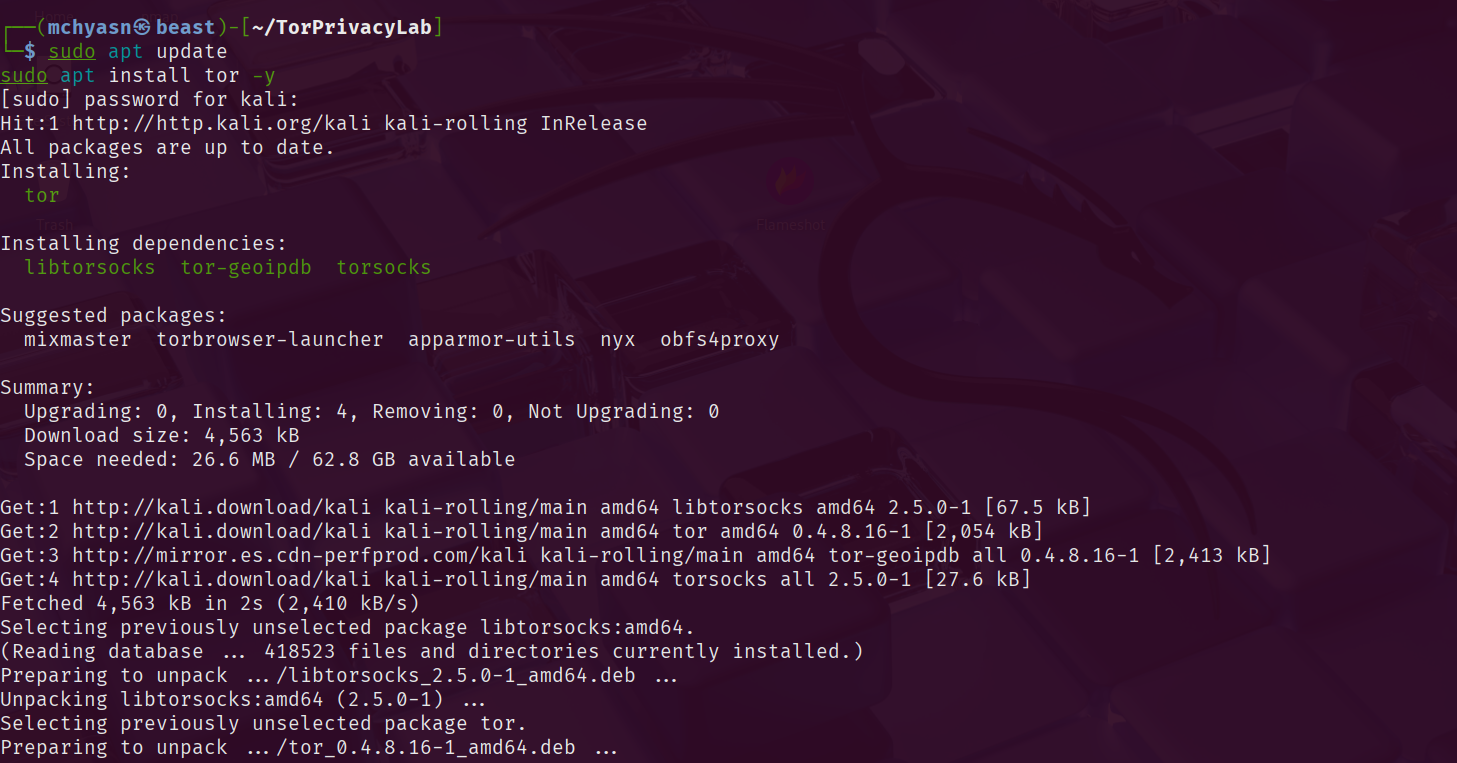 ┌──(mchyasn㉿beast)-[~/TorPrivacyLab]
└─$ sudo apt update
sudo apt install tor -y
[sudo] password for kali:
Hit:1 http://http.kali.org/kali kali-rolling InRelease
All packages are up to date.
Installing:
  tor
Trash
Flameshot
Installing dependencies:
  libtorsocks  tor-geoipdb  torsocks

Suggested packages:
  mixmaster  torbrowser-launcher  apparmor-utils  nyx  obfs4proxy

Summary:
  Upgrading: 0, Installing: 4, Removing: 0, Not Upgrading: 0
  Download size: 4,563 kB
  Space needed: 26.6 MB / 62.8 GB available

Get:1 http://kali.download/kali kali-rolling/main amd64 libtorsocks amd64 2.5.0-1 [67.5 kB]
Get:2 http://kali.download/kali kali-rolling/main amd64 tor amd64 0.4.8.16-1 [2,054 kB]
Get:3 http://mirror.es.cdn-perfprod.com/kali kali-rolling/main amd64 tor-geoipdb all 0.4.8.16-1 [2,413 kB]
Get:4 http://kali.download/kali kali-rolling/main amd64 torsocks all 2.5.0-1 [27.6 kB]
Fetched 4,563 kB in 2s (2,410 kB/s)
Selecting previously unselected package libtorsocks:amd64.
(Reading database ... 418523 files and directories currently installed.)
Preparing to unpack .../libtorsocks_2.5.0-1_amd64.deb ...
Unpacking libtorsocks:amd64 (2.5.0-1) ...
Selecting previously unselected package tor.
Preparing to unpack .../tor_0.4.8.16-1_amd64.deb ...